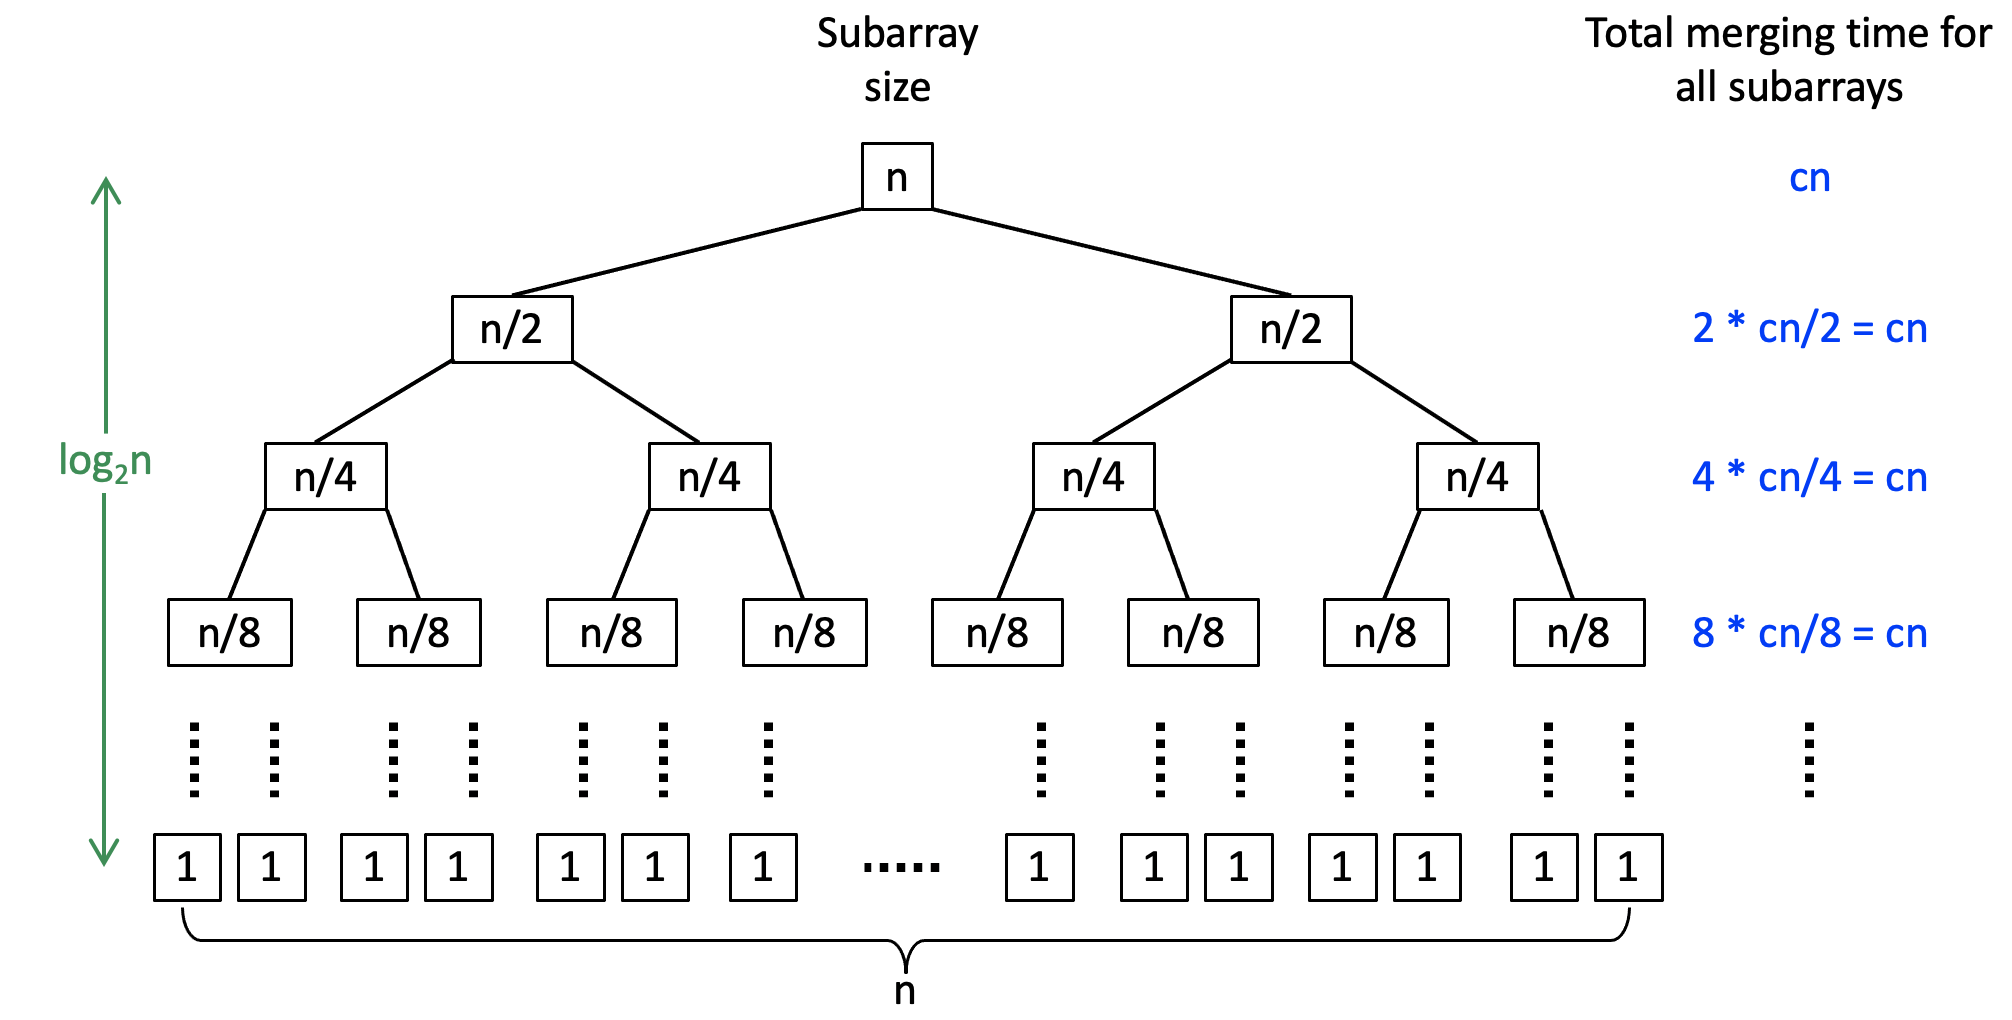 Subarray
size
Total merging time for
all subarrays
n
cn
n/2 n/2
2 * cn/2 = cn
log₂n
n/4 n/4 n/4 n/4
4 * cn/4 = cn
n/8 n/8 n/8 n/8 n/8 n/8 n/8 n/8
8 * cn/8 = cn
1 1 1 1 1 1 1 ..... 1 1 1 1 1 1 1
n